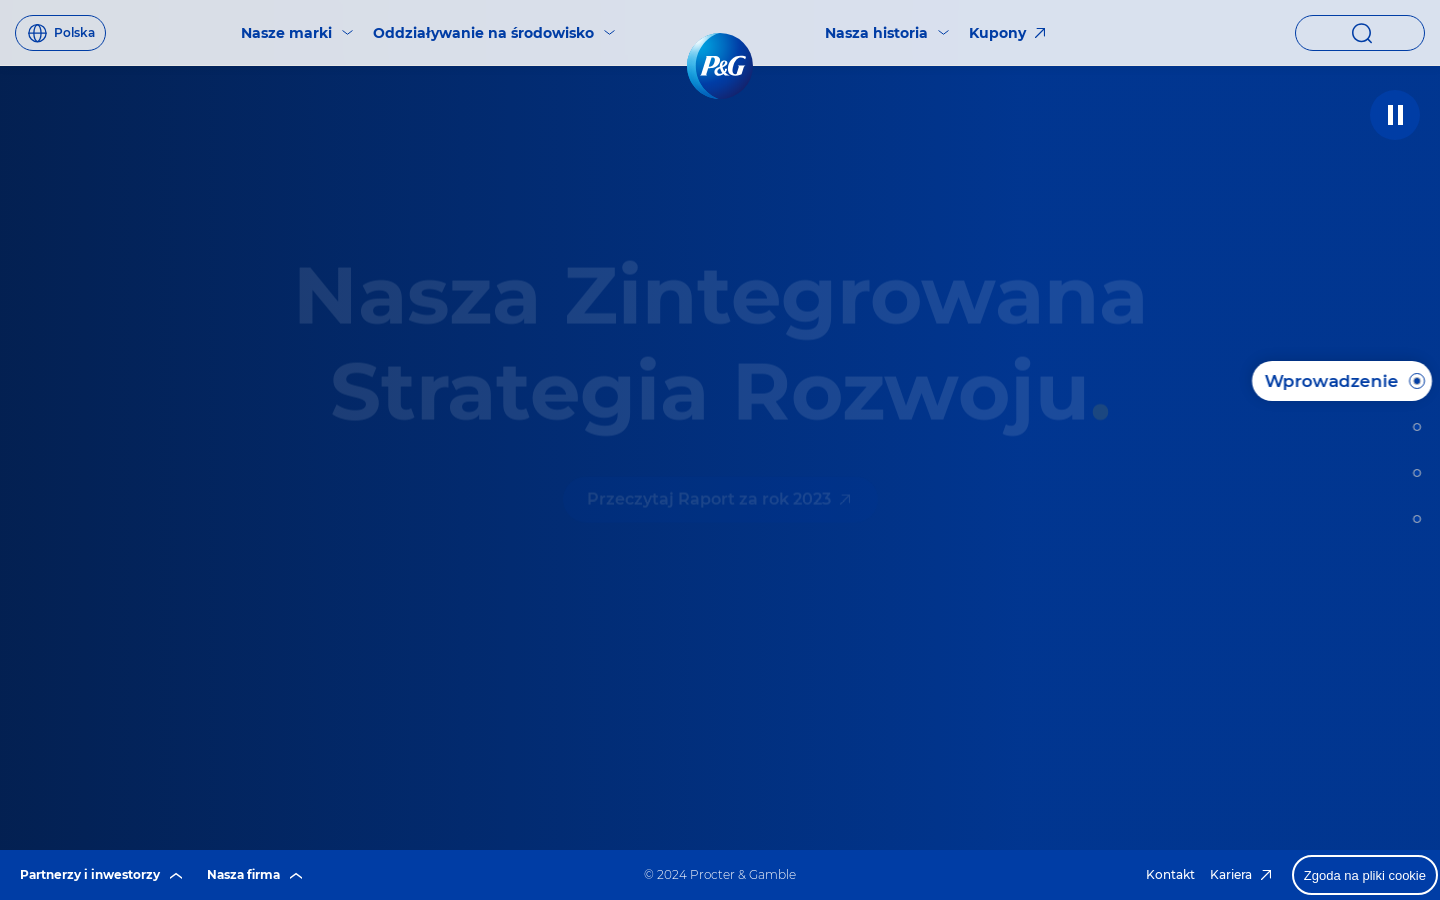 Polska
Nasze marki
Oddziaływanie na środowisko
P&G
Nasza historia
Kupony
Nasza Zintegrowana
Strategia Rozwoju.
Przeczytaj Raport za rok 2023
Wprowadzenie
Partnerzy i inwestorzy
Nasza firma
© 2024 Procter & Gamble
Kontakt
Kariera
Zgoda na pliki cookie